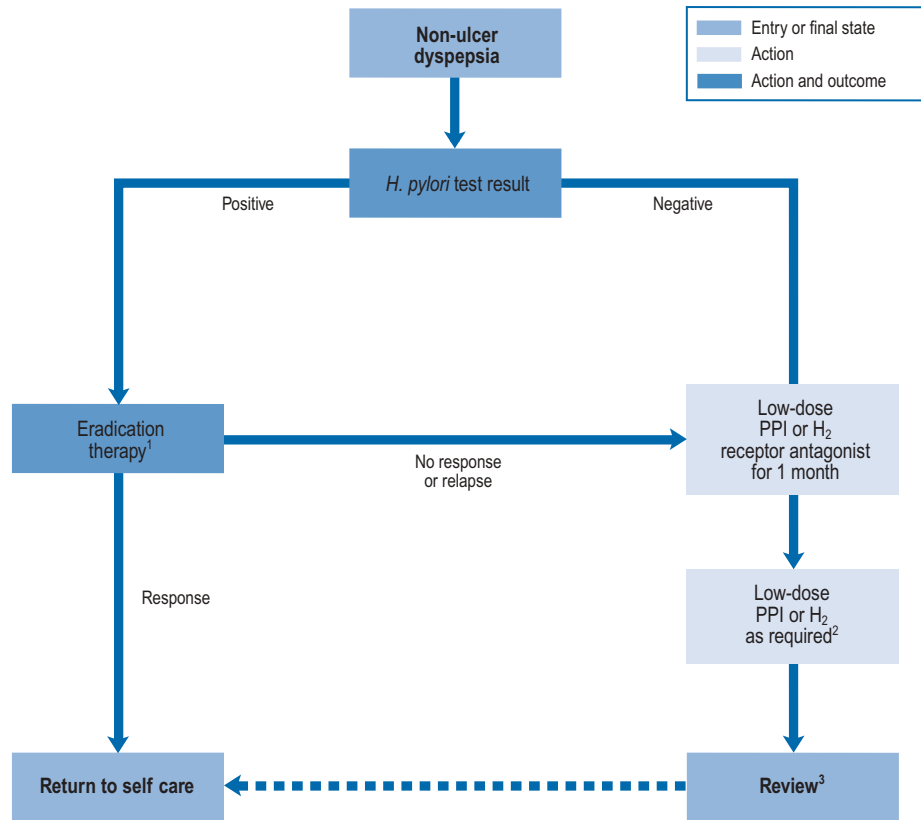 Non-ulcer
dyspepsia
Entry or final state
Action
Action and outcome
H. pylori test result
Positive
Negative
Eradication
therapy¹
No response
or relapse
Low-dose
PPI or H₂
receptor antagonist
for 1 month
Response
Low-dose
PPI or H₂
as required²
Return to self care
Review³